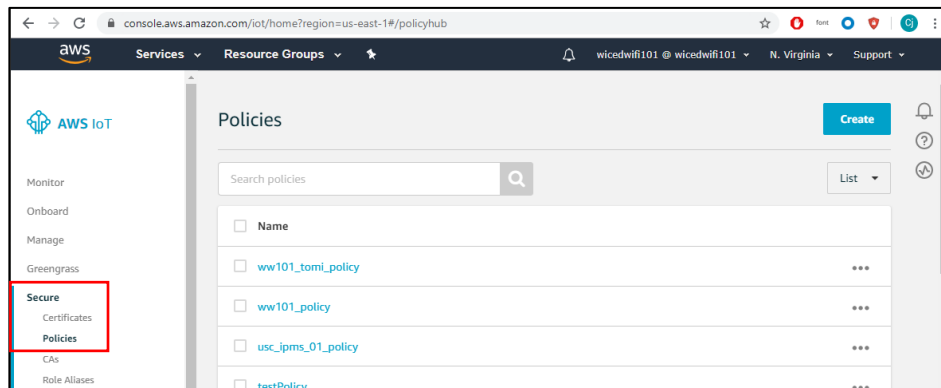 console.aws.amazon.com/iot/home?region=us-east-1#/policyhub
font
Cj
aws Services Resource Groups wicedwifi101 @ wicedwifi101 N. Virginia Support
AWS IoT
Policies
Create
Search policies
List
Monitor
Onboard
Manage
Greengrass
Secure
Certificates
Policies
CAs
Role Aliases
Name
ww101_tomi_policy
ww101_policy
usc_ipms_01_policy
testPolicy